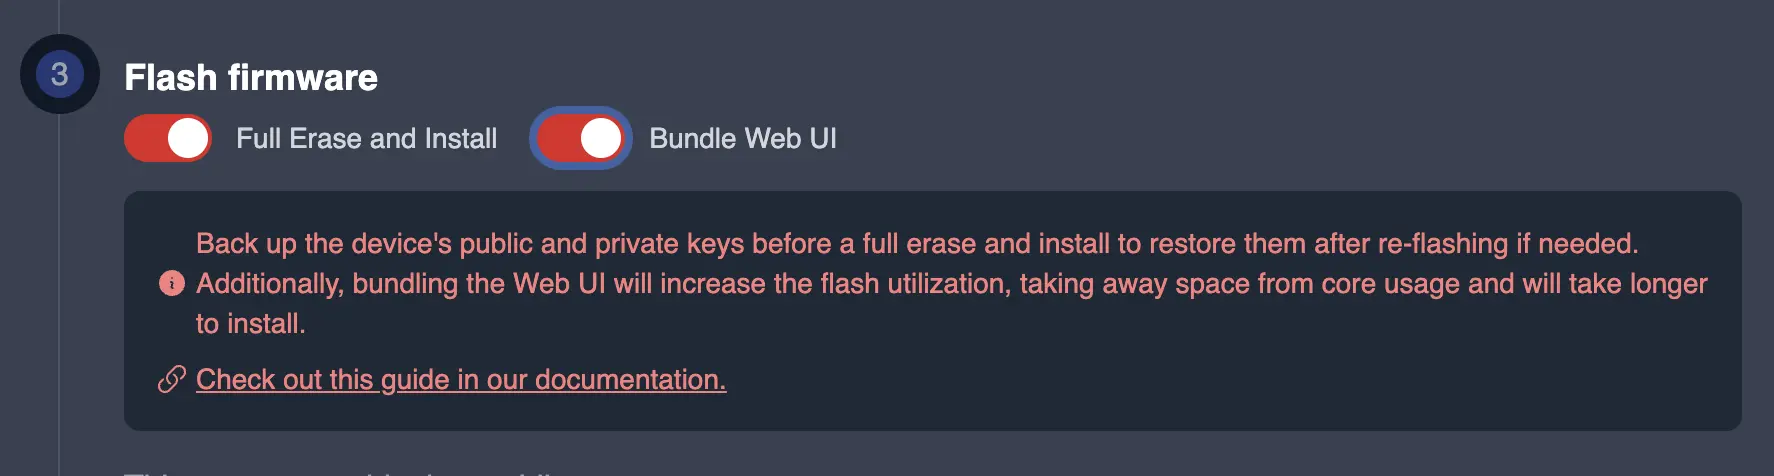 3
Flash firmware
Full Erase and Install Bundle Web UI
Back up the device's public and private keys before a full erase and install to restore them after re-flashing if needed.
Additionally, bundling the Web UI will increase the flash utilization, taking away space from core usage and will take longer
to install.
Check out this guide in our documentation.